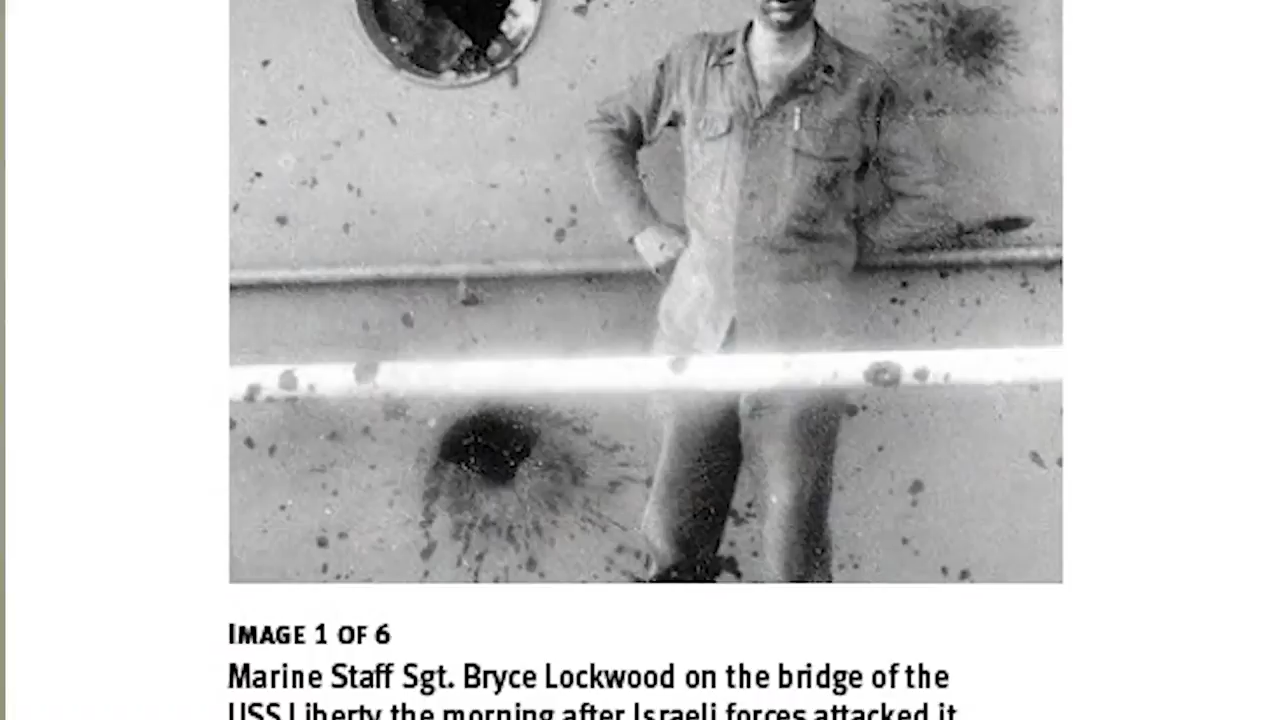 IMAGE 1 OF 6
Marine Staff Sgt. Bryce Lockwood on the bridge of the
USS Liberty the morning after Israeli forces attacked it